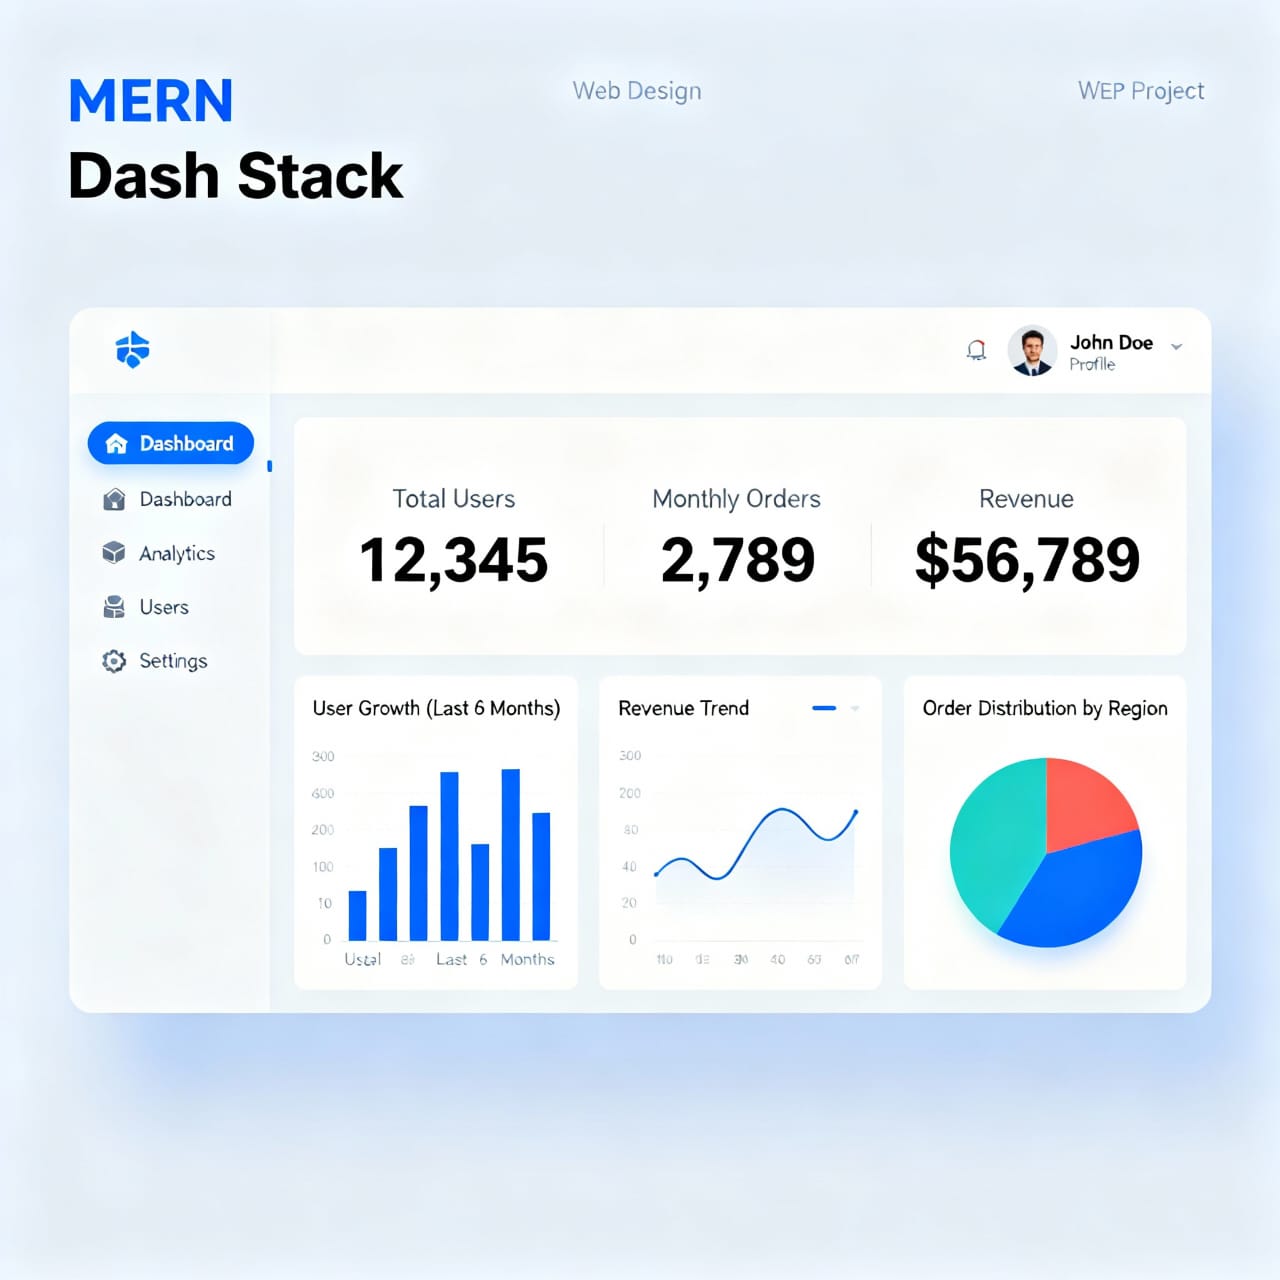 MERN
Dash Stack
Web Design
WEP Project
John Doe
Profile
Dashboard
Dashboard
Analytics
Users
Settings
Total Users
12,345
Monthly Orders
2,789
Revenue
$56,789
User Growth (Last 6 Months)
300
600
200
100
10
0
Last 6 Months
Revenue Trend
300
200
80
40
20
0
40
Order Distribution by Region